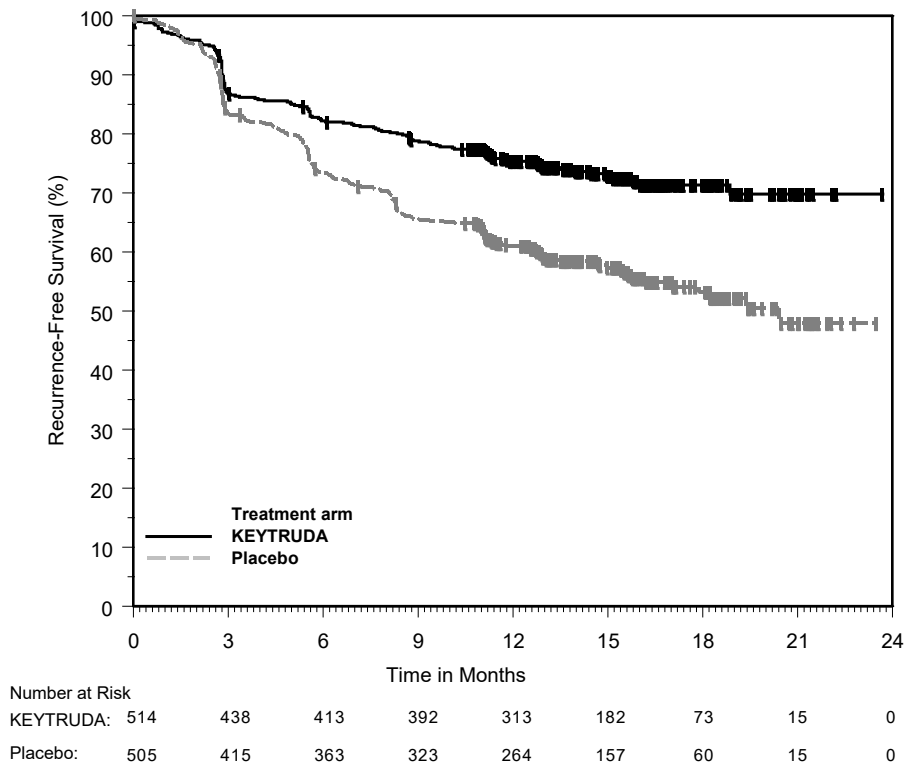 100
90
80
70
60
50
40
30
20
10
0
Recurrence-Free Survival (%)
Treatment arm
KEYTRUDA
Placebo
0 3 6 9 12 15 18 21 24
Time in Months
Number at Risk
KEYTRUDA: 514 438 413 392 313 182 73 15 0
Placebo: 505 415 363 323 264 157 60 15 0